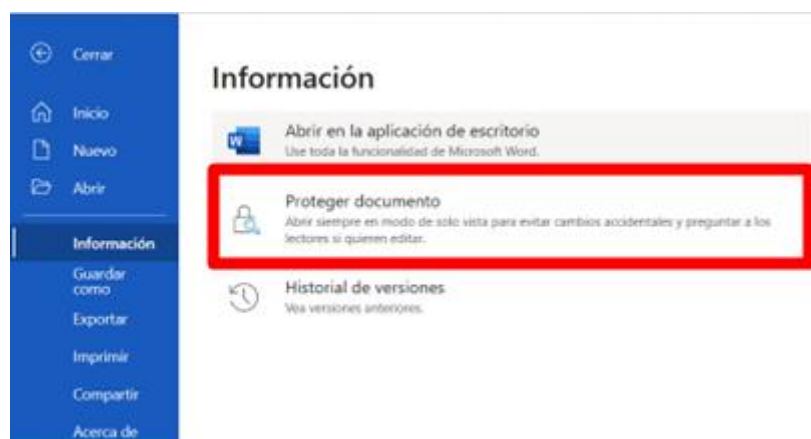 Cerrar
Inicio
Nuevo
Abrir
Información
Guardar
como
Exportar
Imprimir
Compartir
Acerca de
Información
Abrir en la aplicación de escritorio
Use toda la funcionalidad de Microsoft Word.
Proteger documento
Abrir siempre en modo de solo vista para evitar cambios accidentales y preguntar a los
lectores si quieren editar.
Historial de versiones
Vea versiones anteriores.